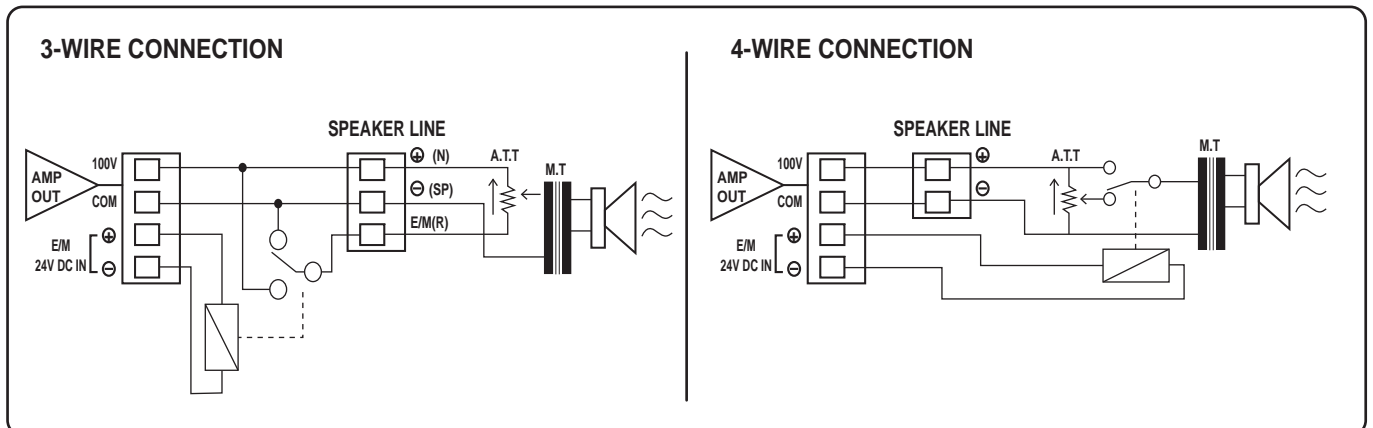 3-WIRE CONNECTION
SPEAKER LINE
AMP
OUT
100V
COM
E/M
24V DC IN
⊕
⊖
⊕ (N)
⊖ (SP)
E/M(R)
A.T.T
M.T
4-WIRE CONNECTION
SPEAKER LINE
AMP
OUT
100V
COM
E/M
24V DC IN
⊕
⊖
⊕
⊖
A.T.T
M.T